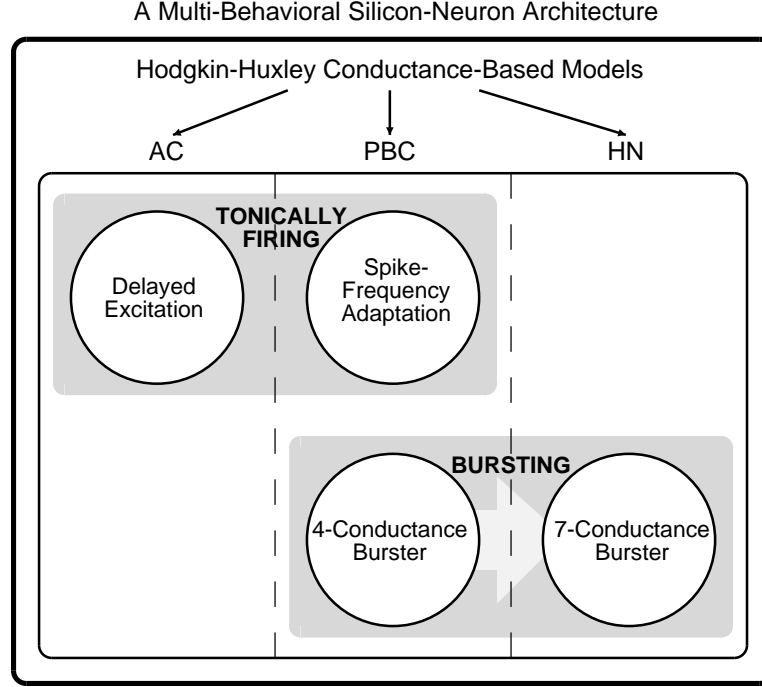 A Multi-Behavioral Silicon-Neuron Architecture
Hodgkin-Huxley Conductance-Based Models
AC
PBC
HN
TONICALLY
FIRING
Delayed
Excitation
Spike-
Frequency
Adaptation
BURSTING
4-Conductance
Burster
7-Conductance
Burster